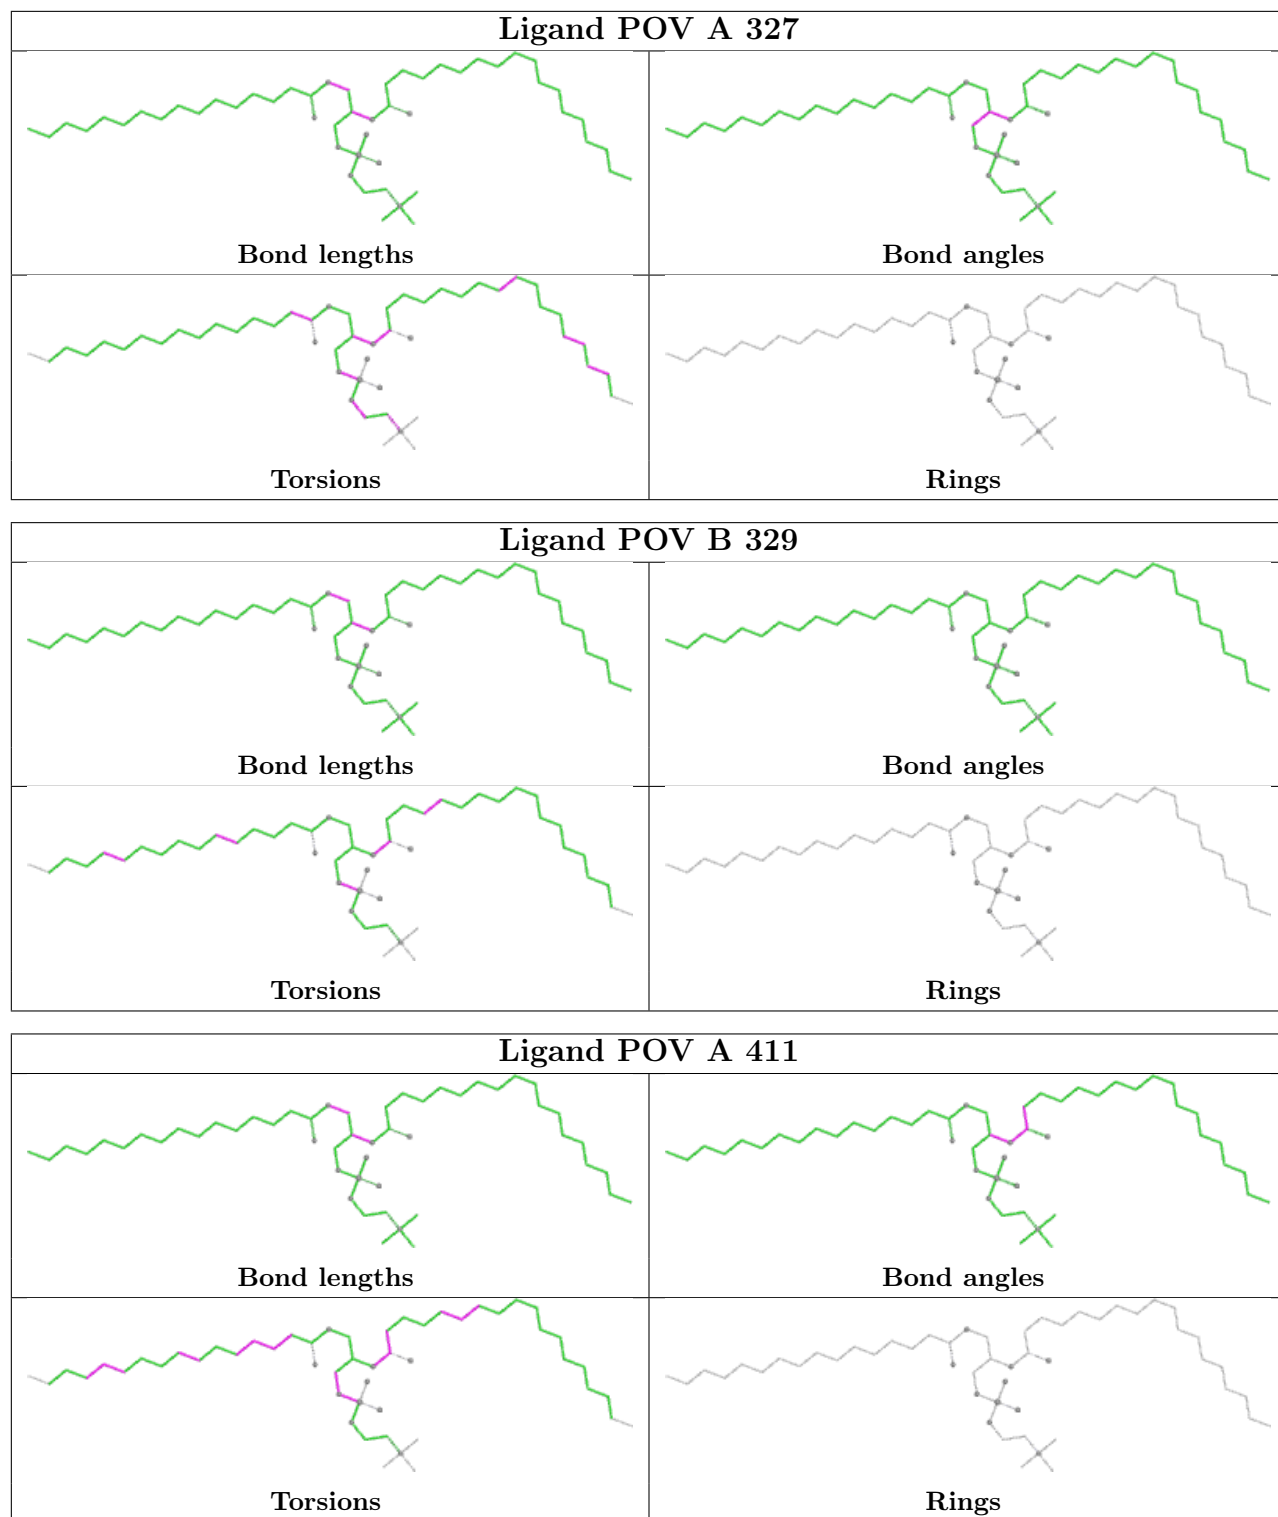 Ligand POV A 327
Bond lengths
Bond angles
Torsions
Rings
Ligand POV B 329
Bond lengths
Bond angles
Torsions
Rings
Ligand POV A 411
Bond lengths
Bond angles
Torsions
Rings